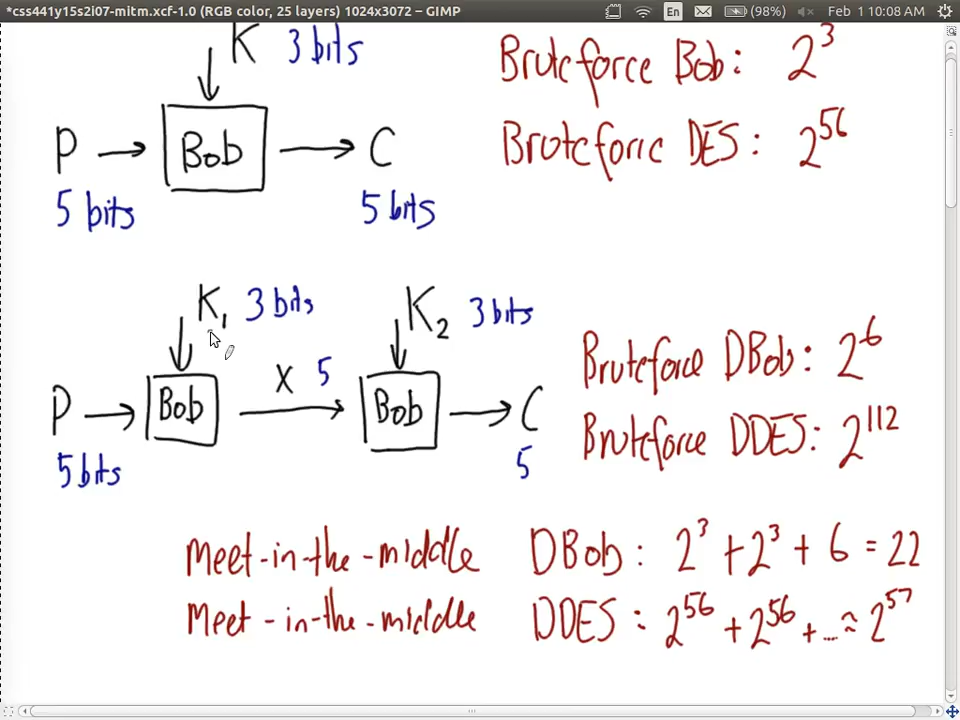 *css441y15s2i07-mitm.xcf-1.0 (RGB color, 25 layers) 1024x3072 – GIMP En (98%) Feb 1 10:08 AM
K 3 bits
Bruteforce Bob: 2^3
P → Bob → C
Bruteforce DES: 2^56
5 bits 5 bits
K1 3 bits K2 3 bits
Bruteforce DBob: 2^6
P → Bob X 5 → Bob → C
Bruteforce DDES: 2^112
5 bits 5
Meet-in-the-middle DBob: 2^3 + 2^3 + 6 = 22
Meet-in-the-middle DDES: 2^56 + 2^56 + ... ≈ 2^57